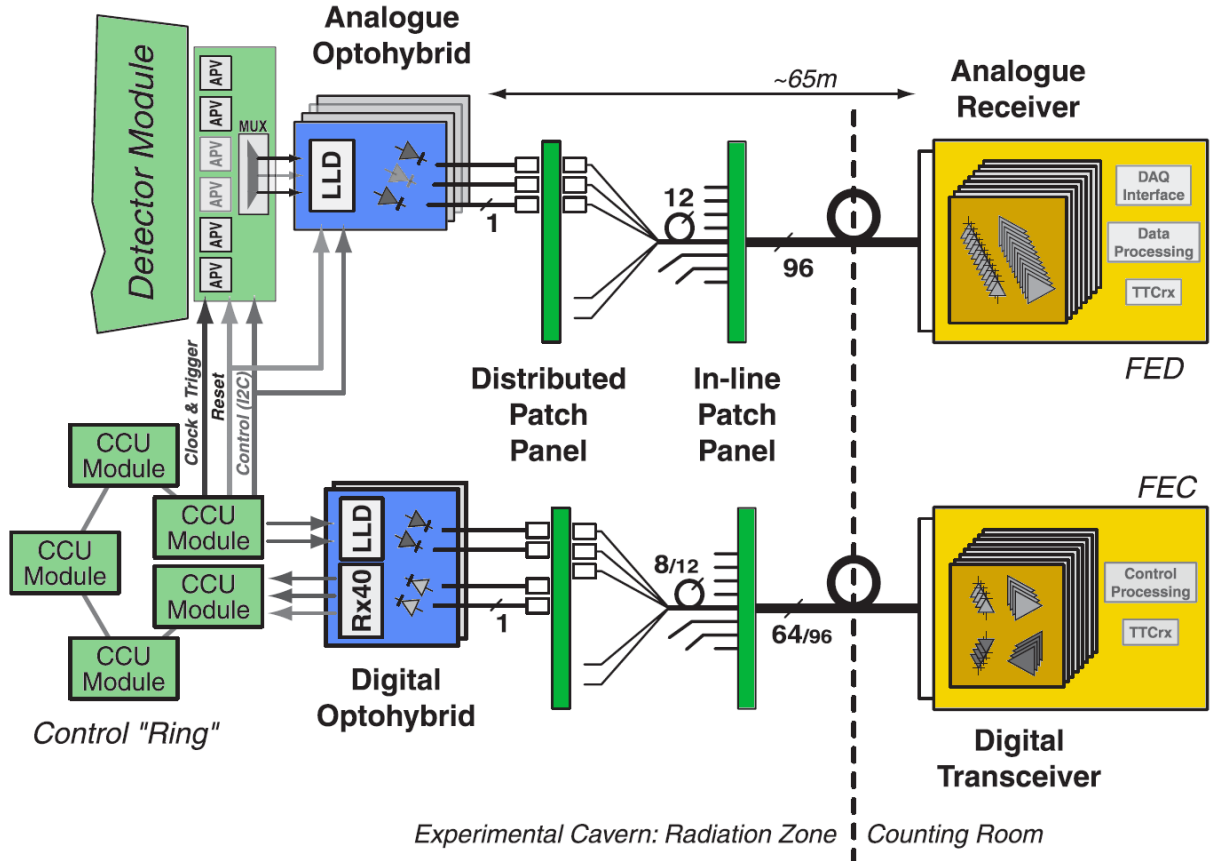 Analogue
Optohybrid
Detector Module
APV
APV
APV
APV
APV
APV
MUX
LLD
1
~65m
12
96
Analogue
Receiver
DAQ
Interface
Data
Processing
TTCrx
FED
Distributed
Patch
Panel
In-line
Patch
Panel
Clock & Trigger
Reset
Control (I2C)
CCU
Module
CCU
Module
CCU
Module
CCU
Module
CCU
Module
Control "Ring"
LLD
Rx40
1
Digital
Optohybrid
8/12
64/96
FEC
Control
Processing
TTCrx
Digital
Transceiver
Experimental Cavern: Radiation Zone
Counting Room